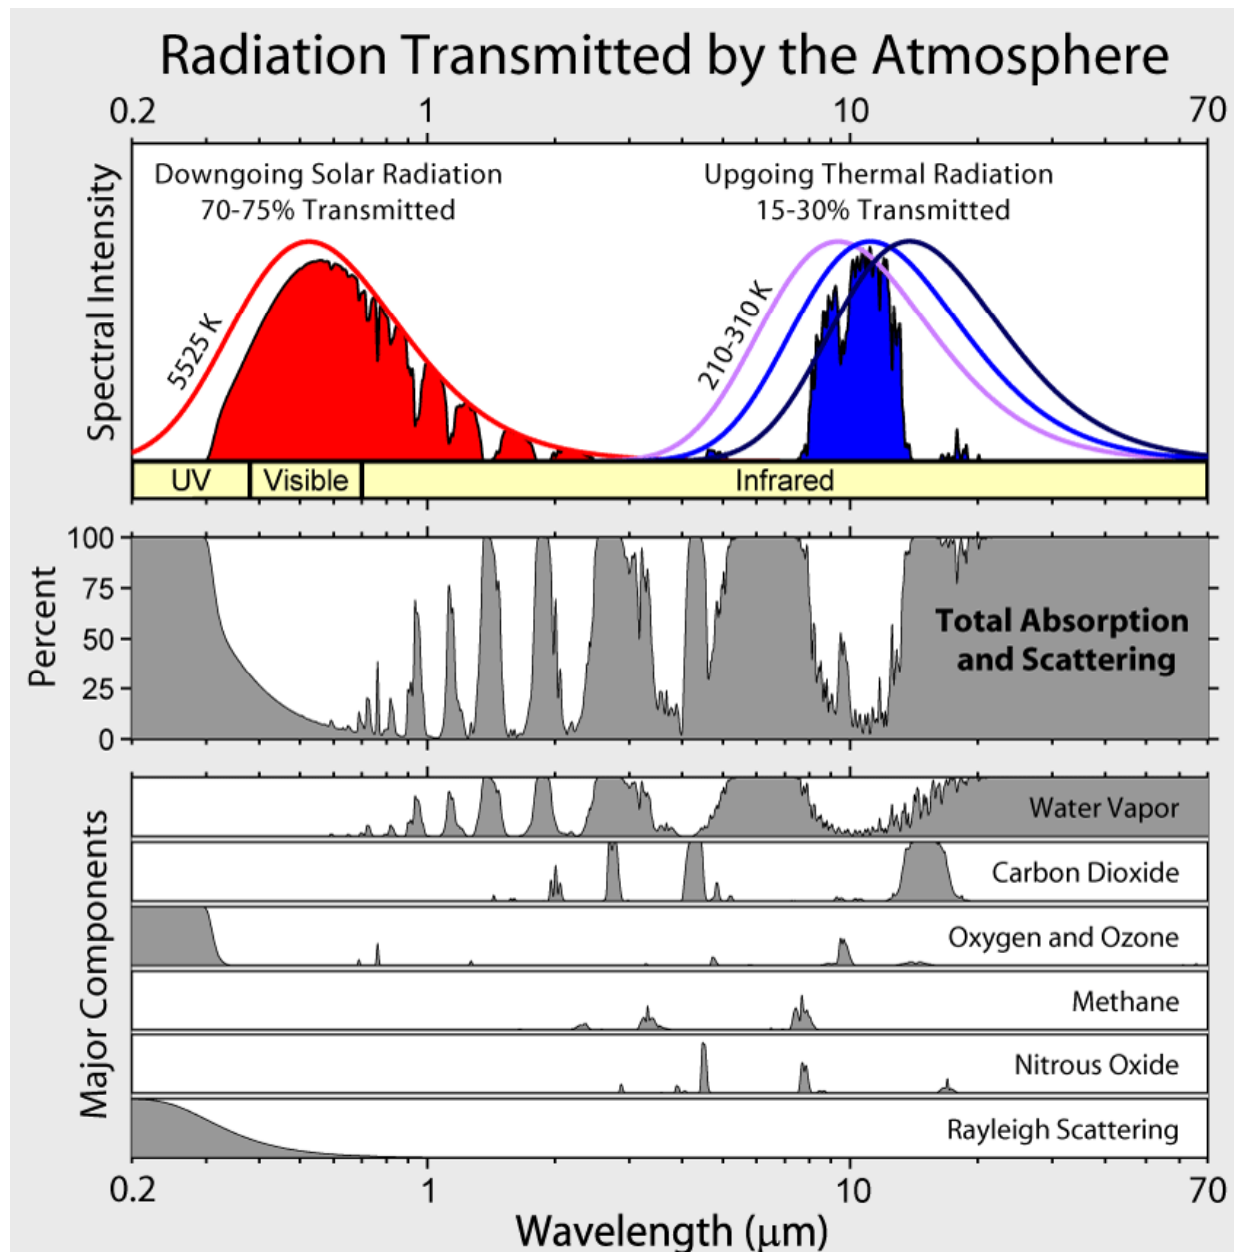 Radiation Transmitted by the Atmosphere
0.2 1 10 70
Downgoing Solar Radiation
70-75% Transmitted
Upgoing Thermal Radiation
15-30% Transmitted
Spectral Intensity
5525 K
210-310 K
UV Visible Infrared
Percent
100
75
50
25
0
Total Absorption
and Scattering
Major Components
Water Vapor
Carbon Dioxide
Oxygen and Ozone
Methane
Nitrous Oxide
Rayleigh Scattering
0.2 1 10 70
Wavelength (μm)